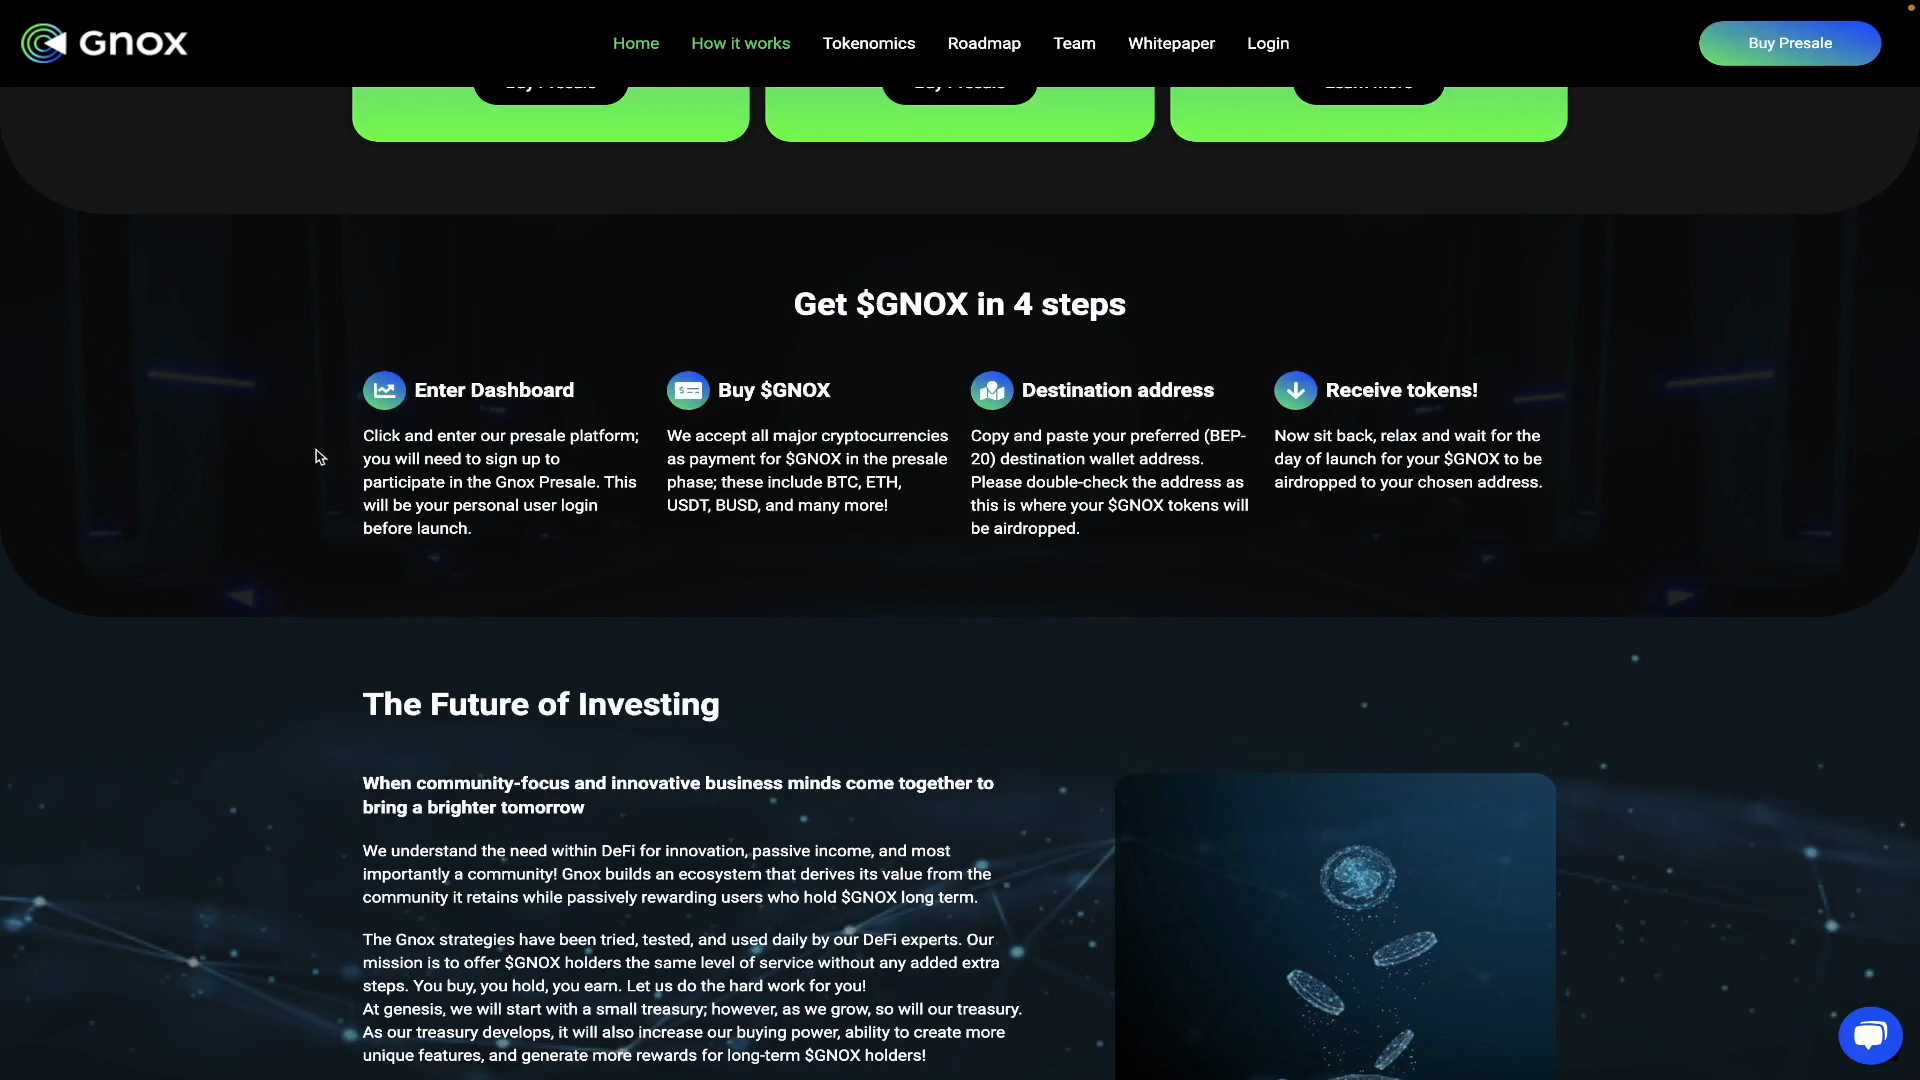 Gnox
Home
How it works
Tokenomics
Roadmap
Team
Whitepaper
Login
Buy Presale
Get $GNOX in 4 steps
Enter Dashboard
Click and enter our presale platform;
you will need to sign up to
participate in the Gnox Presale. This
will be your personal user login
before launch.
Buy $GNOX
We accept all major cryptocurrencies
as payment for $GNOX in the presale
phase; these include BTC, ETH,
USDT, BUSD, and many more!
Destination address
Copy and paste your preferred (BEP-
20) destination wallet address.
Please double-check the address as
this is where your $GNOX tokens will
be airdropped.
Receive tokens!
Now sit back, relax and wait for the
day of launch for your $GNOX to be
airdropped to your chosen address.
The Future of Investing
When community-focus and innovative business minds come together to
bring a brighter tomorrow
We understand the need within DeFi for innovation, passive income, and most
importantly a community! Gnox builds an ecosystem that derives its value from the
community it retains while passively rewarding users who hold $GNOX long term.
The Gnox strategies have been tried, tested, and used daily by our DeFi experts. Our
mission is to offer $GNOX holders the same level of service without any added extra
steps. You buy, you hold, you earn. Let us do the hard work for you!
At genesis, we will start with a small treasury; however, as we grow, so will our treasury.
As our treasury develops, it will also increase our buying power, ability to create more
unique features, and generate more rewards for long-term $GNOX holders!